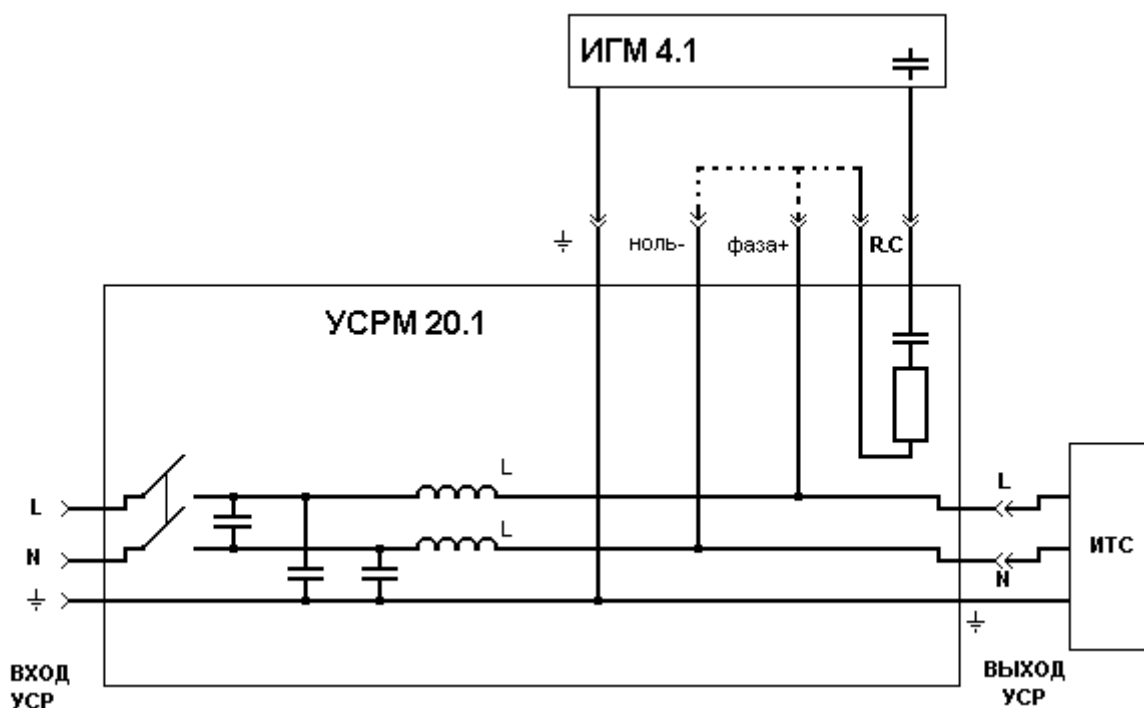 ИГМ 4.1
ноль-
фаза+
R.C
УСРМ 20.1
L
L
L
L
N
ИТС
N
ВХОД
УСР
ВЫХОД
УСР